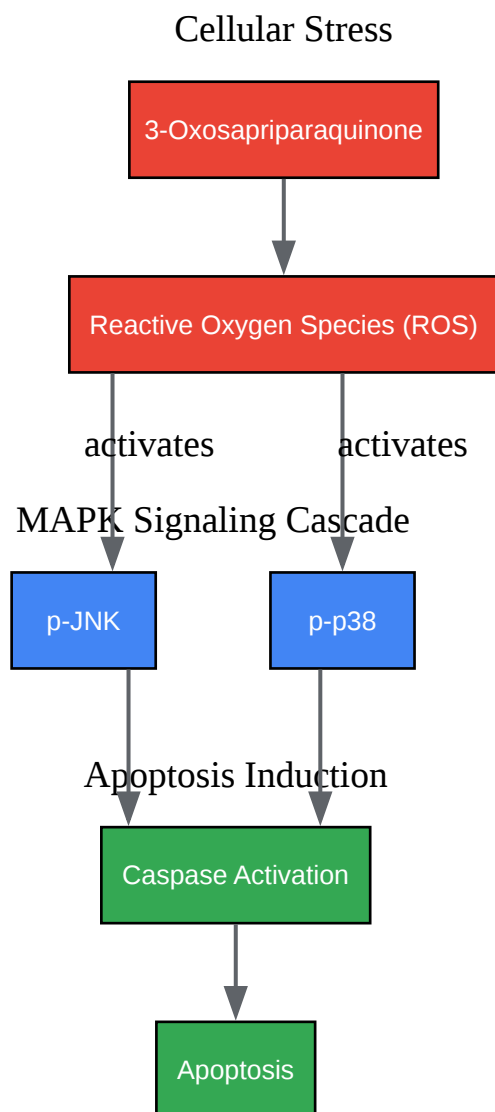 Cellular Stress
3-Oxosapriparaquinone
Reactive Oxygen Species (ROS)
activates activates
MAPK Signaling Cascade
p-JNK p-p38
Apoptosis Induction
Caspase Activation
Apoptosis